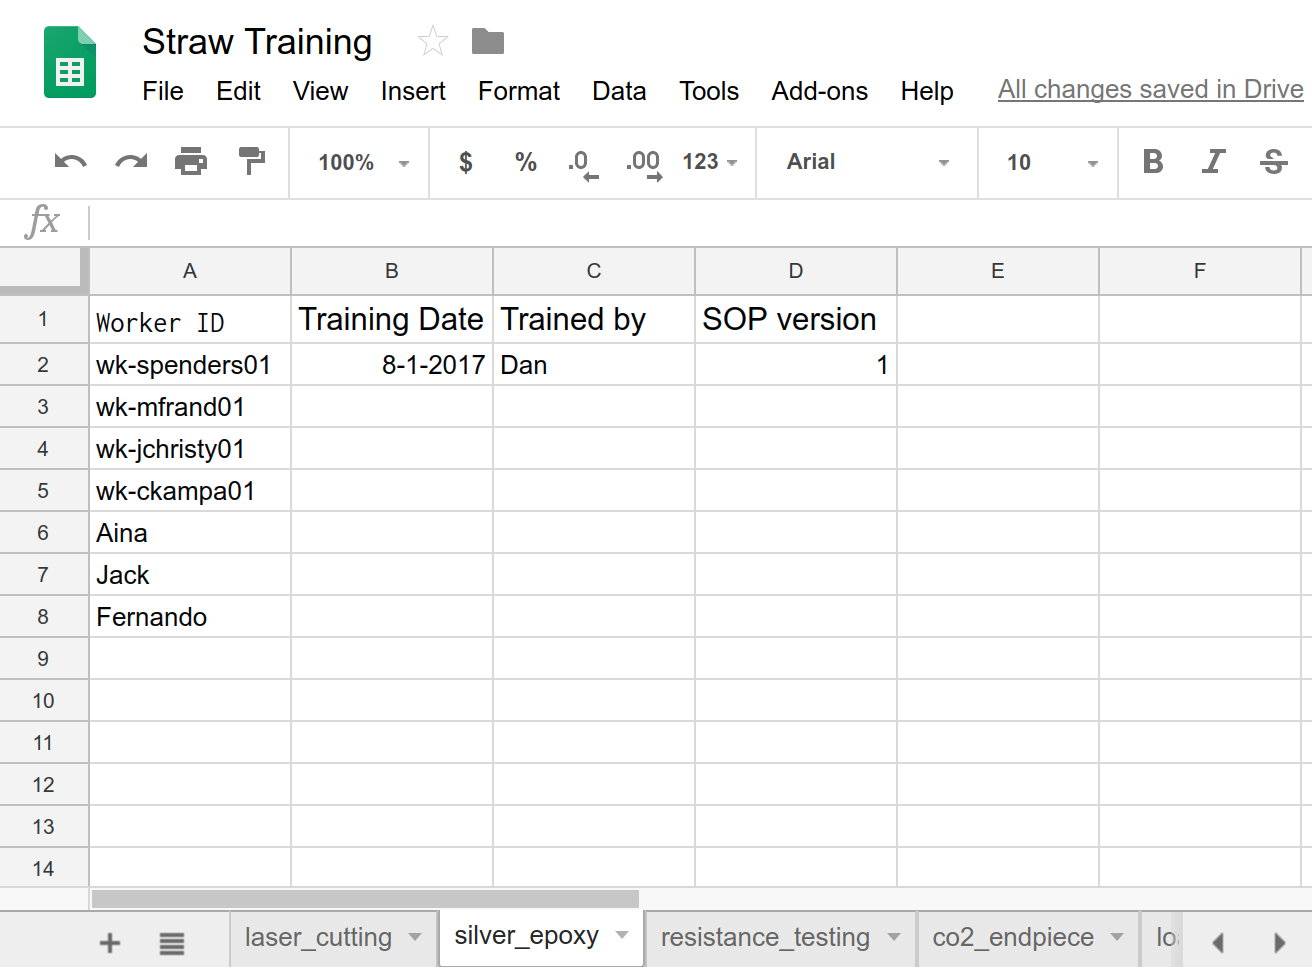 Straw Training
File Edit View Insert Format Data Tools Add-ons Help All changes saved in Drive
100% $ % .0 .00 123 Arial 10 B I S
fx
A B C D E F
1 Worker ID Training Date Trained by SOP version
2 wk-spenders01 8-1-2017 Dan 1
3 wk-mfrand01
4 wk-jchristy01
5 wk-ckampa01
6 Aina
7 Jack
8 Fernando
9
10
11
12
13
14
+ laser_cutting silver_epoxy resistance_testing co2_endpiece